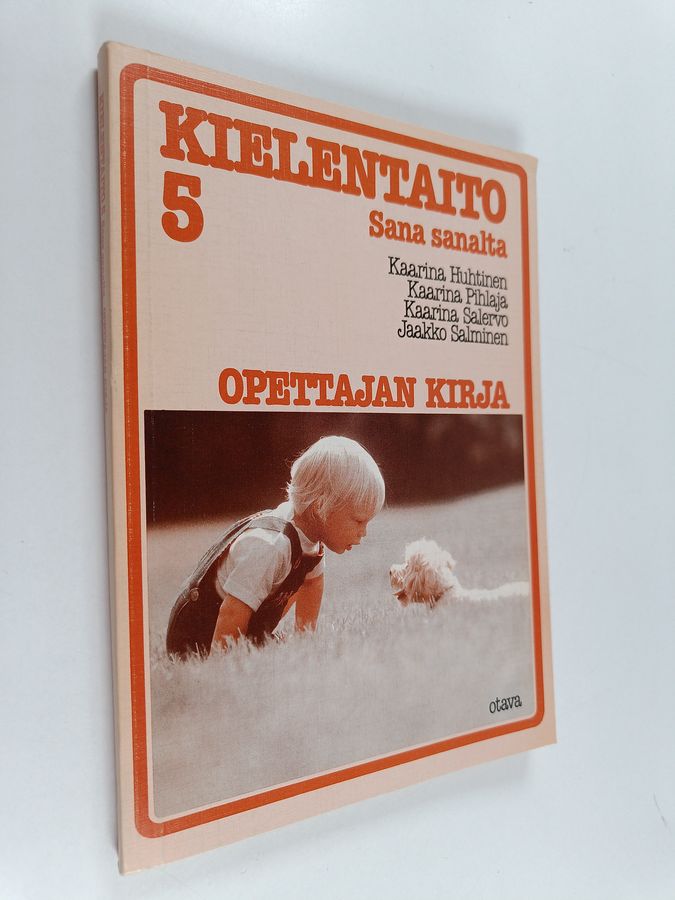 KIELENTAITO
5
Sana sanalta
Kaarina Huhtinen
Kaarina Pihlaja
Kaarina Salervo
Jaakko Salminen
OPETTAJAN KIRJA
otava